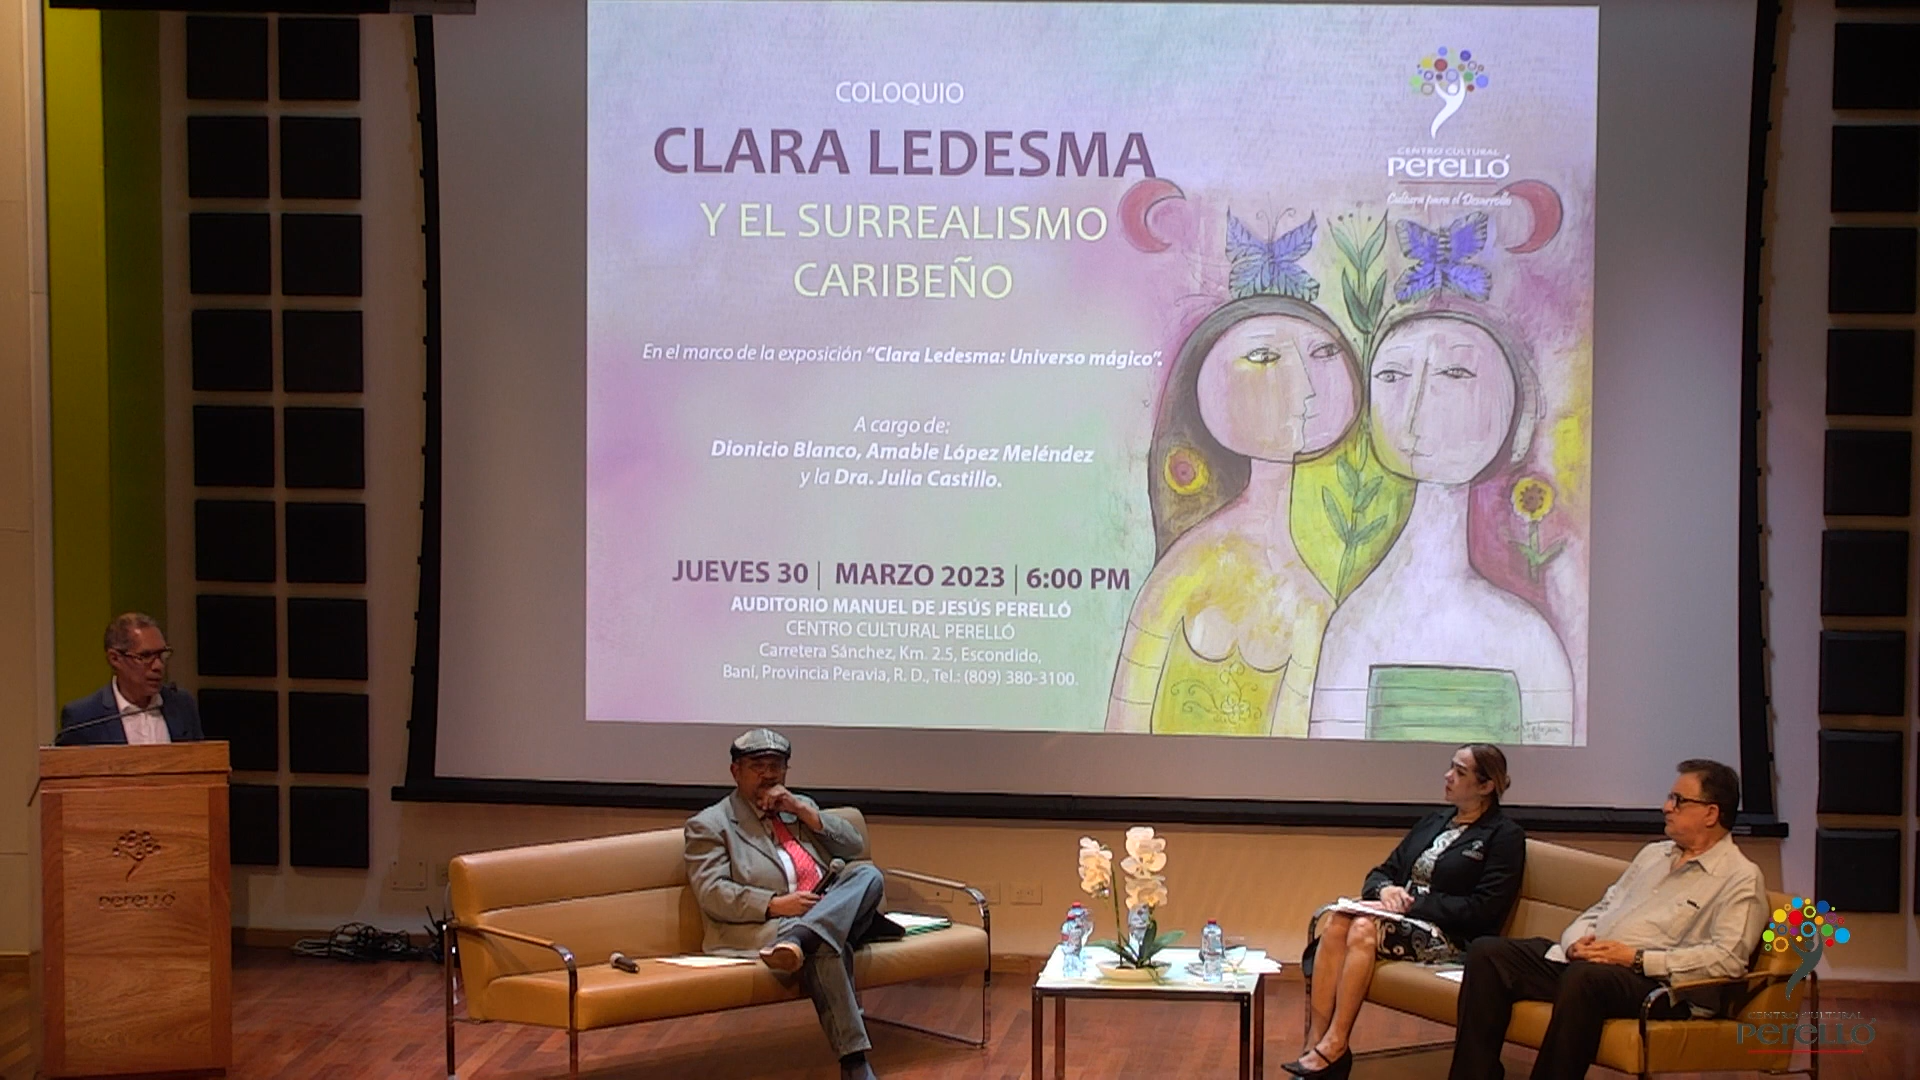 COLOQUIO
CLARA LEDESMA
Y EL SURREALISMO
CARIBEÑO
En el marco de la exposición "Clara Ledesma: Universo mágico".
A cargo de:
Dionicio Blanco, Amable López Meléndez
y la Dra. Julia Castillo.
JUEVES 30 | MARZO 2023 | 6:00 PM
AUDITORIO MANUEL DE JESÚS PERELLÓ
CENTRO CULTURAL PERELLÓ
Carretera Sánchez, Km. 2.5, Escondido,
Baní, Provincia Peravia, R. D., Tel.: (809) 380-3100.
CENTRO CULTURAL
Perelló
Cultura para el Desarrollo
Perelló
CENTRO CULTURAL
Perelló